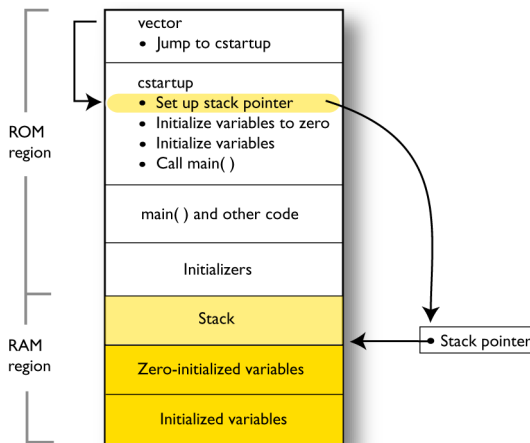 vector
• Jump to cstartup
cstartup
• Set up stack pointer
• Initialize variables to zero
• Initialize variables
• Call main( )
ROM
region
main( ) and other code
Initializers
Stack
RAM
region
Stack pointer
Zero-initialized variables
Initialized variables